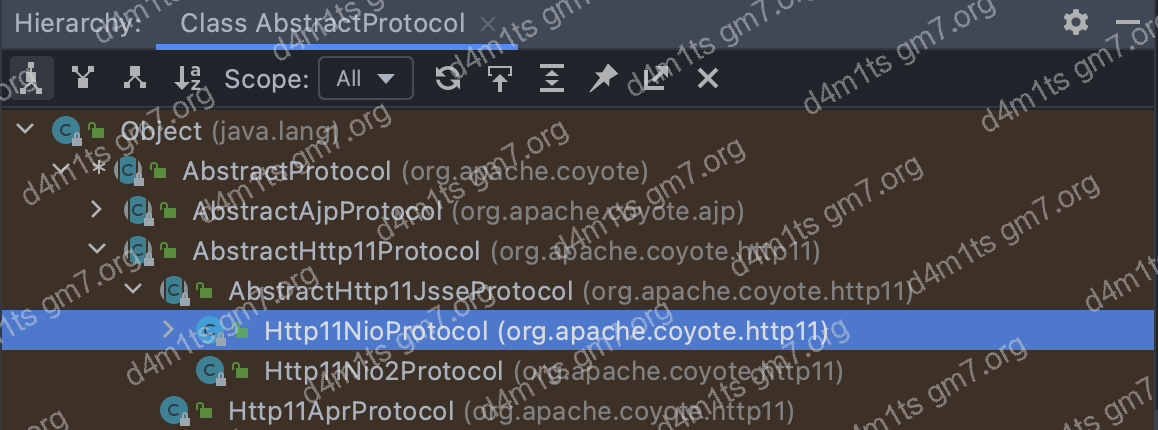 Hierarchy: Class AbstractProtocol
Scope: All
Object (java.lang)
* AbstractProtocol (org.apache.coyote)
AbstractAjpProtocol (org.apache.coyote.ajp)
AbstractHttp11Protocol (org.apache.coyote.http11)
AbstractHttp11JsseProtocol (org.apache.coyote.http11)
Http11NioProtocol (org.apache.coyote.http11)
Http11Nio2Protocol (org.apache.coyote.http11)
Http11AprProtocol (org.apache.coyote.http11)
d4m1ts gm7.org